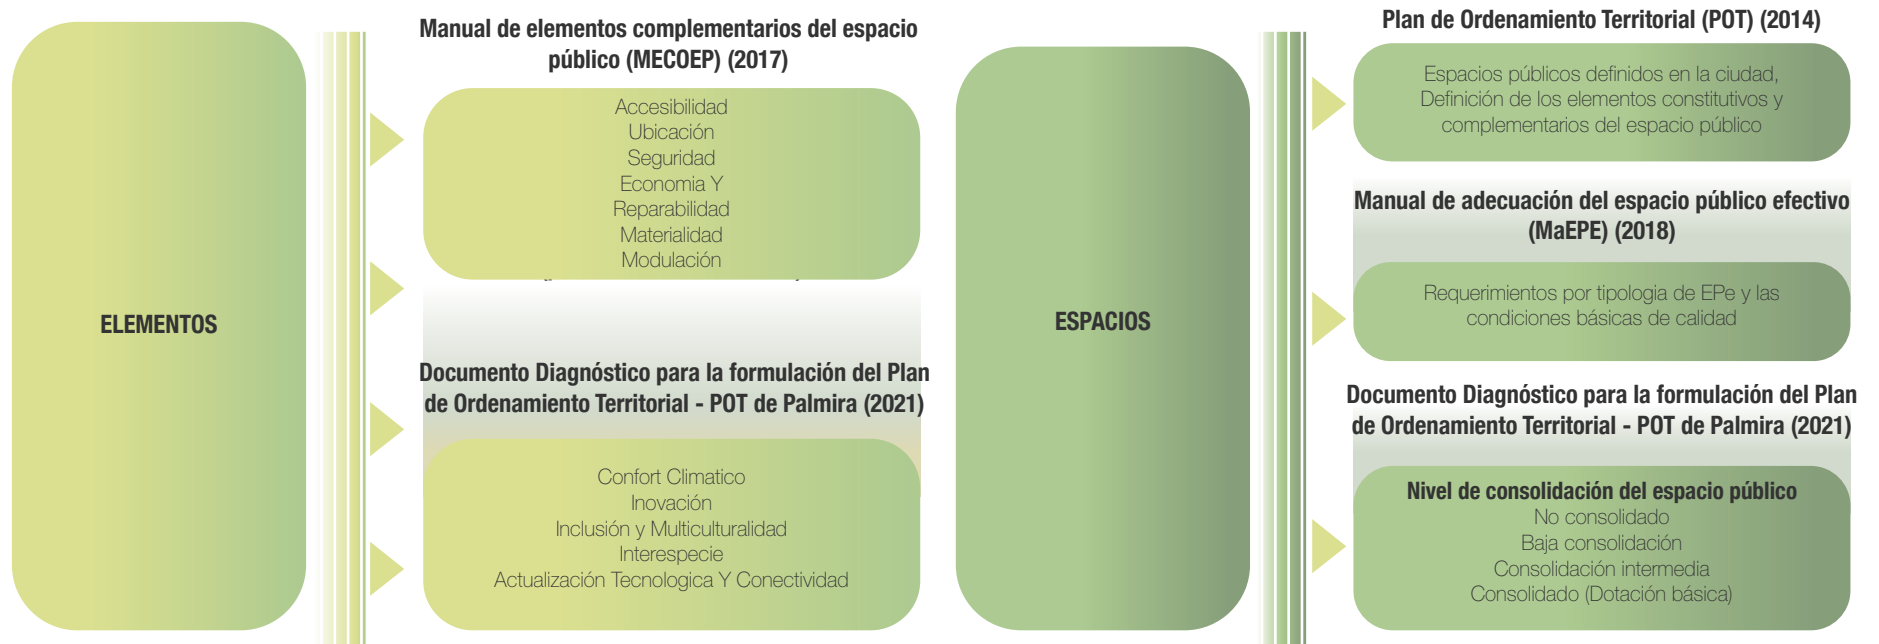 ELEMENTOS
Manual de elementos complementarios del espacio
público (MECOEP) (2017)
Accesibilidad
Ubicación
Seguridad
Economia Y
Reparabilidad
Materialidad
Modulación
Documento Diagnóstico para la formulación del Plan
de Ordenamiento Territorial - POT de Palmira (2021)
Confort Climatico
Inovación
Inclusión y Multiculturalidad
Interespecie
Actualización Tecnologica Y Conectividad
ESPACIOS
Plan de Ordenamiento Territorial (POT) (2014)
Espacios públicos definidos en la ciudad,
Definición de los elementos constitutivos y
complementarios del espacio público
Manual de adecuación del espacio público efectivo
(MaEPE) (2018)
Requerimientos por tipologia de EPe y las
condiciones básicas de calidad
Documento Diagnóstico para la formulación del Plan
de Ordenamiento Territorial - POT de Palmira (2021)
Nivel de consolidación del espacio público
No consolidado
Baja consolidación
Consolidación intermedia
Consolidado (Dotación básica)